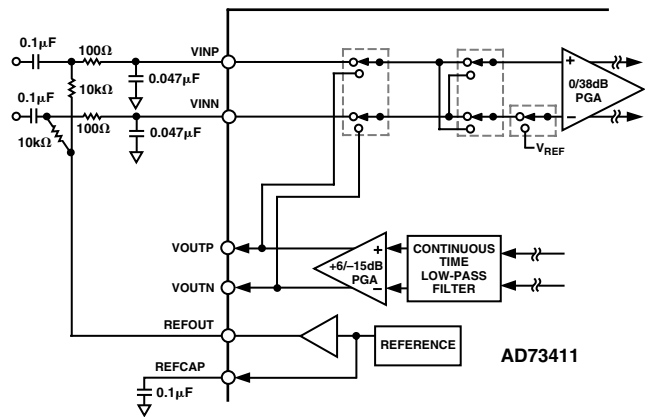 0.1µF
100Ω
VINP
10kΩ
0.047µF
0.1µF
VINN
10kΩ
100Ω
0.047µF
+
0/38dB
PGA
–
VREF
VOUTP
VOUTN
+
+6/–15dB
PGA
–
CONTINUOUS
TIME
LOW-PASS
FILTER
REFOUT
REFERENCE
REFCAP
0.1µF
AD73411